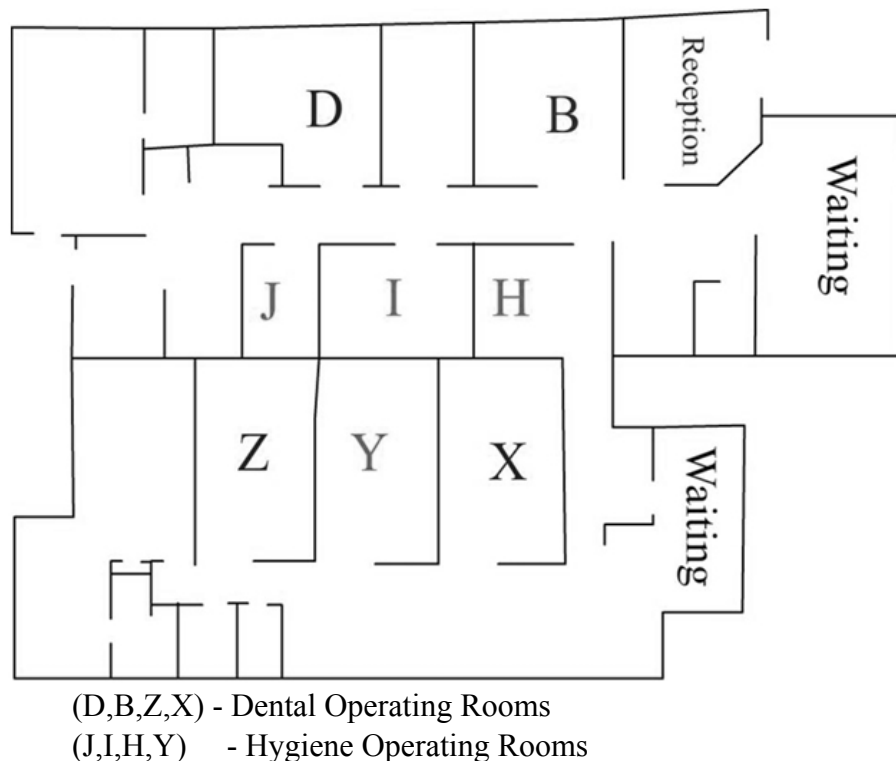 Reception
D
B
Waiting
J
I
H
Z
Y
X
Waiting
(D,B,Z,X) - Dental Operating Rooms
(J,I,H,Y) - Hygiene Operating Rooms